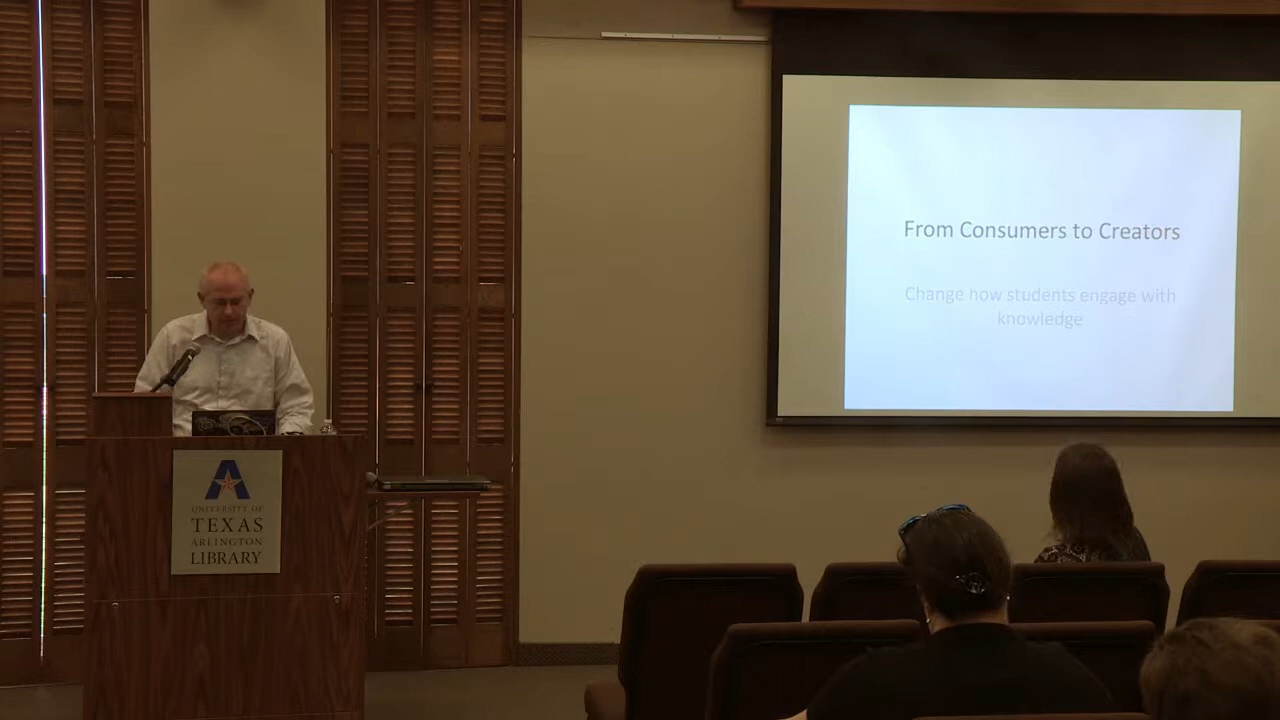 From Consumers to Creators
Change how students engage with
knowledge
UNIVERSITY OF
TEXAS
ARLINGTON
LIBRARY